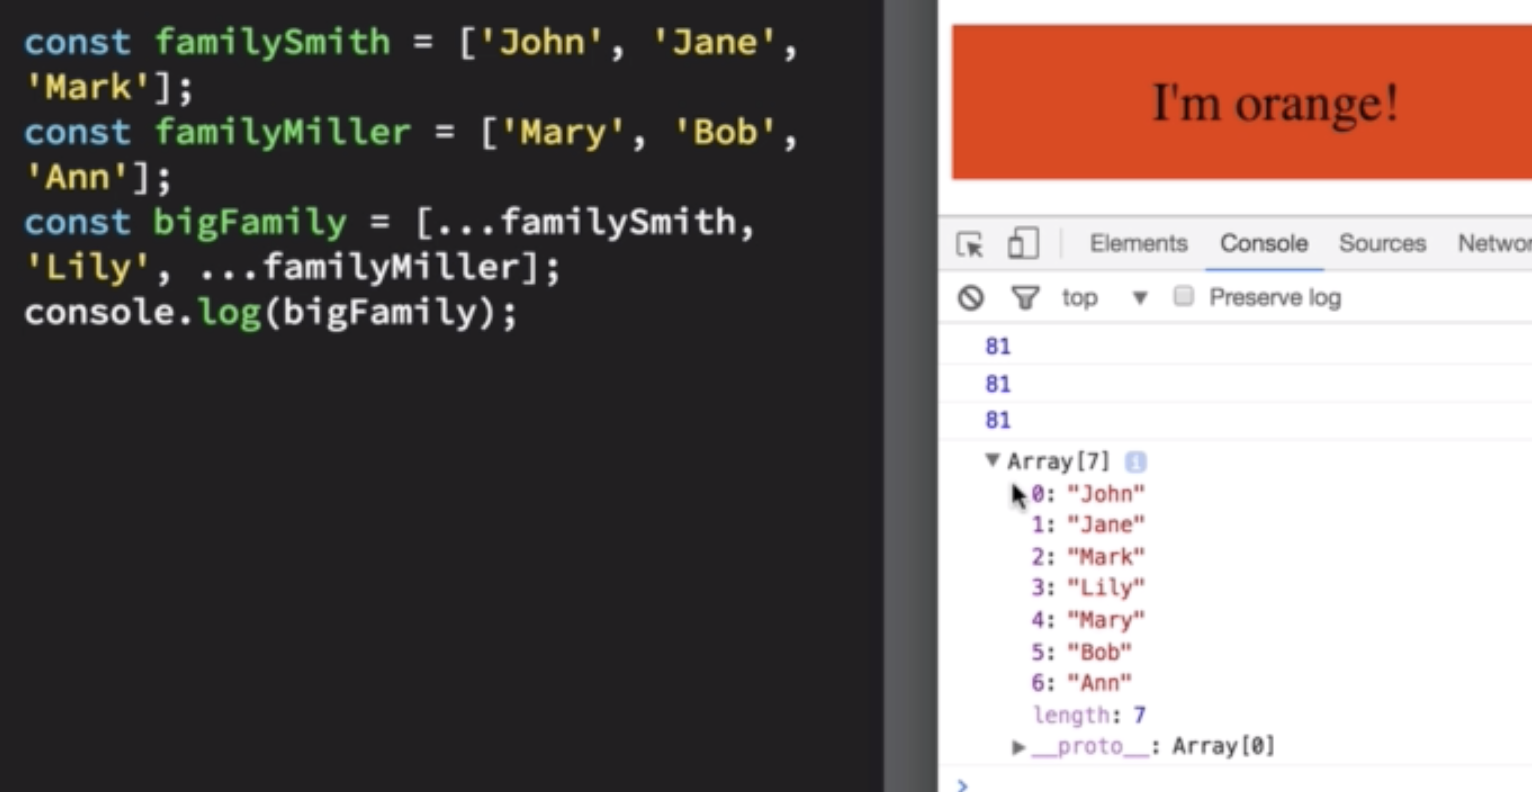 const familySmith = ['John', 'Jane',
'Mark'];
const familyMiller = ['Mary', 'Bob',
'Ann'];
const bigFamily = [...familySmith,
'Lily', ...familyMiller];
console.log(bigFamily);
I'm orange!
Elements Console Sources
top Preserve log
81
81
81
Array[7] i
0: "John"
1: "Jane"
2: "Mark"
3: "Lily"
4: "Mary"
5: "Bob"
6: "Ann"
length: 7
__proto__: Array[0]